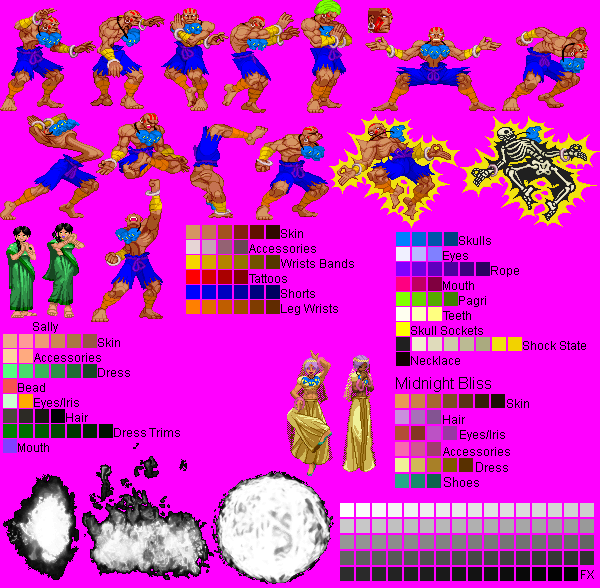 Skin
Accessories
Wrists Bands
Tattoos
Shorts
Leg Wrists
Skulls
Eyes
Rope
Mouth
Pagri
Teeth
Skull Sockets
Shock State
Necklace
Sally
Skin
Accessories
Dress
Bead
Eyes/Iris
Hair
Dress Trims
Mouth
Midnight Bliss
Skin
Hair
Eyes/Iris
Accessories
Dress
Shoes
FX